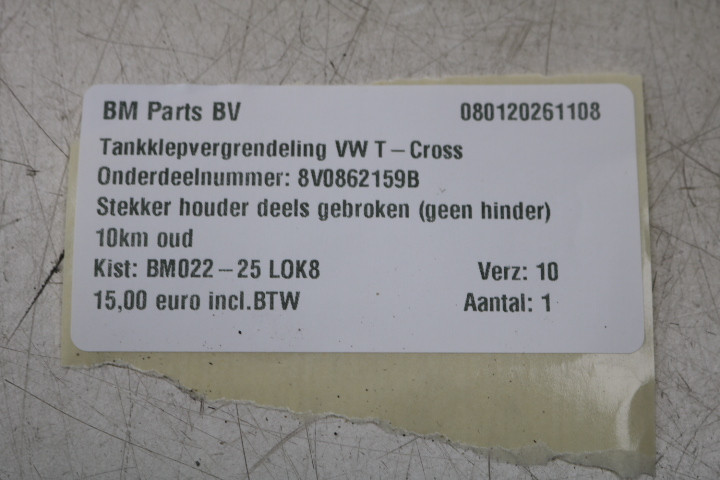 BM Parts BV 080120261108
Tankklepvergrendeling VW T-Cross
Onderdeelnummer: 8V0862159B
Stekker houder deels gebroken (geen hinder)
10km oud
Kist: BM022-25 LOK8 Verz: 10
15,00 euro incl.BTW Aantal: 1